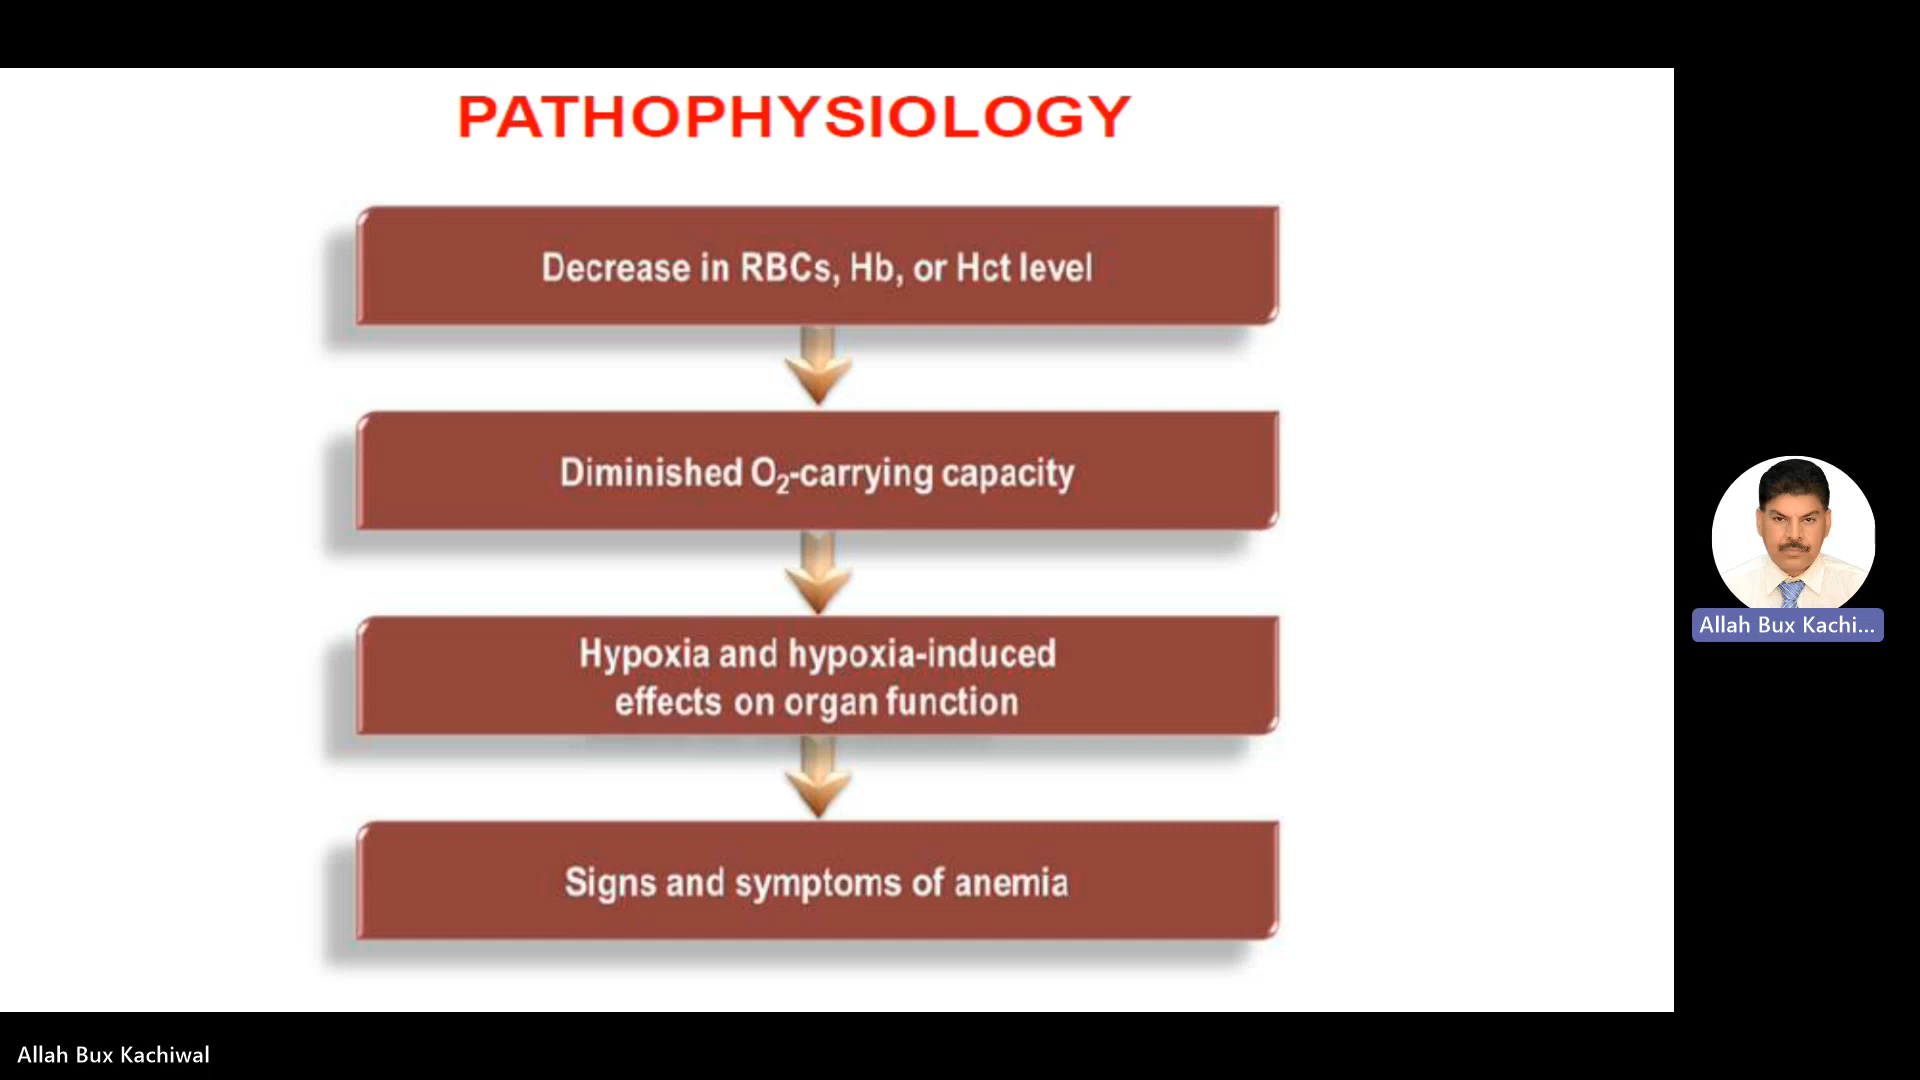 PATHOPHYSIOLOGY
Decrease in RBCs, Hb, or Hct level
Diminished O₂-carrying capacity
Hypoxia and hypoxia-induced
effects on organ function
Signs and symptoms of anemia
Allah Bux Kachi...
Allah Bux Kachiwal